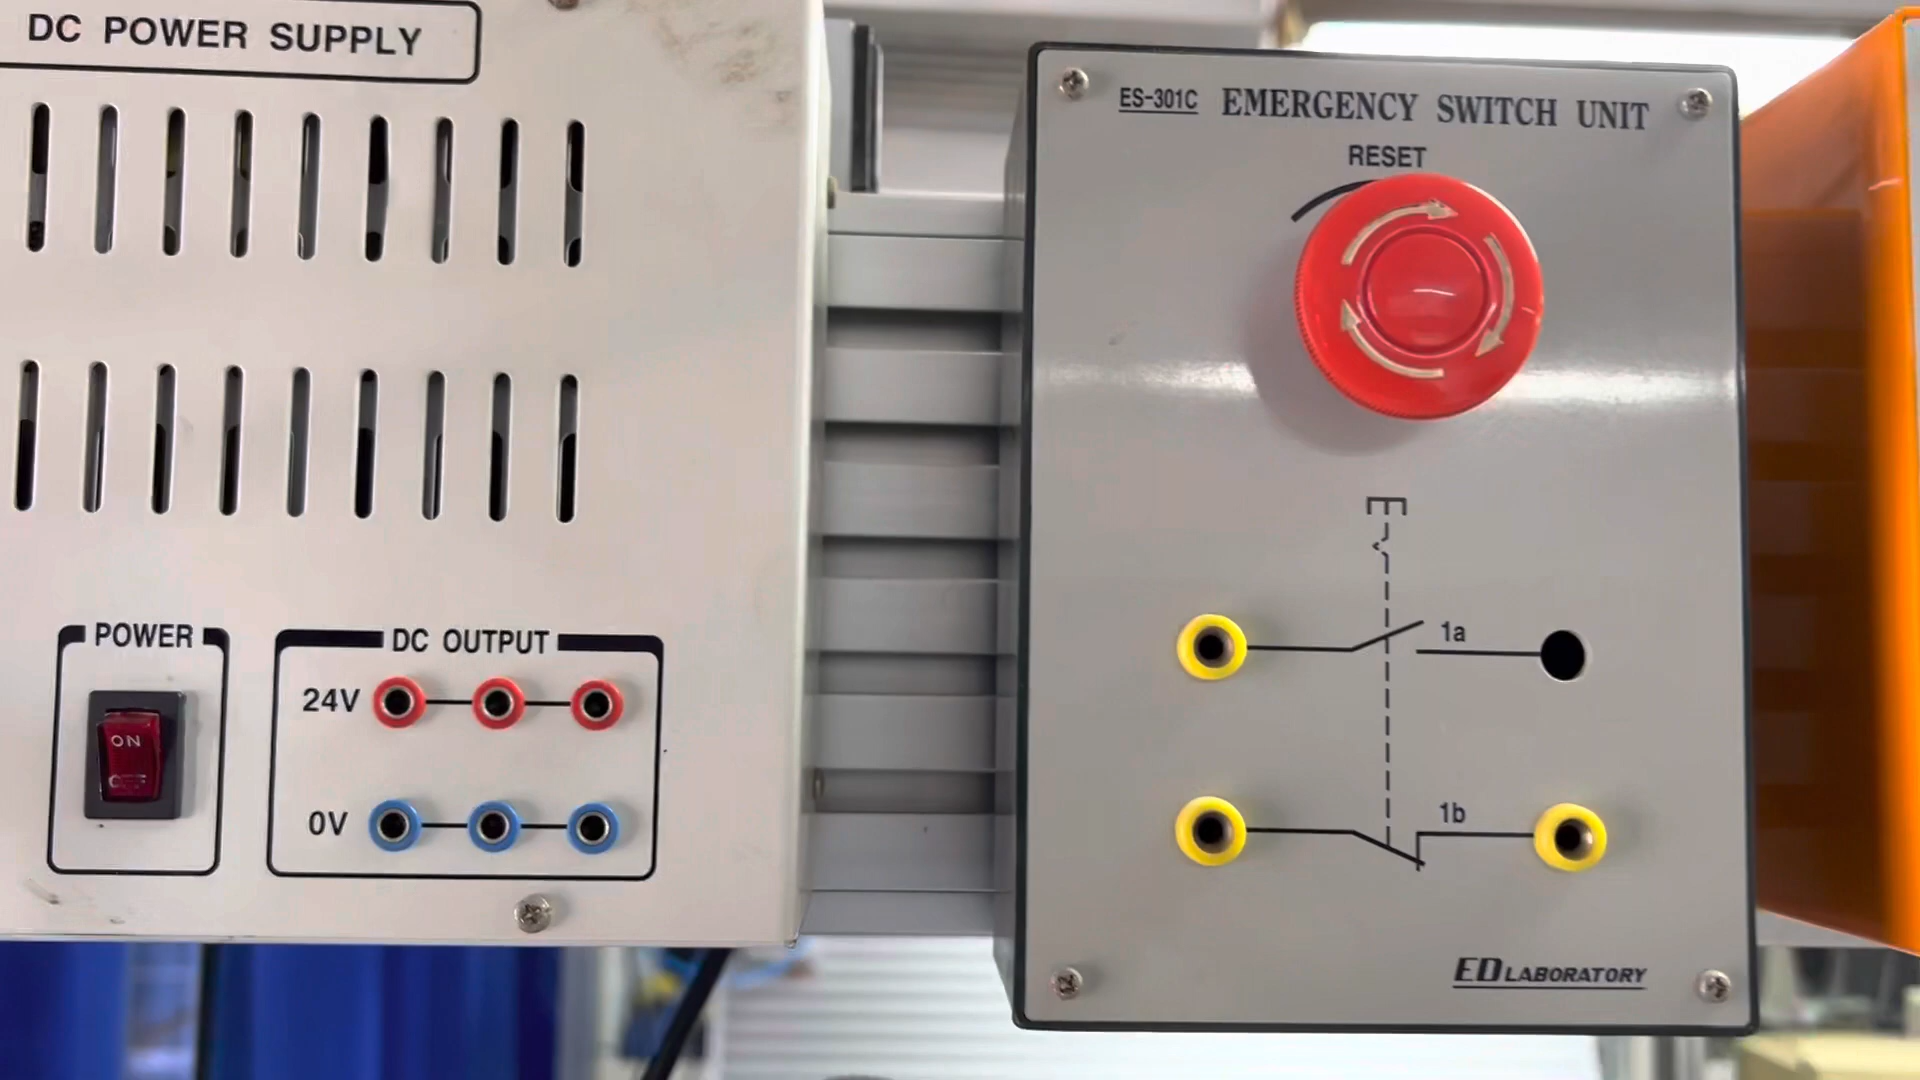 DC POWER SUPPLY
POWER
ON
OFF
DC OUTPUT
24V
0V
ES-301C EMERGENCY SWITCH UNIT
RESET
1a
1b
ED LABORATORY